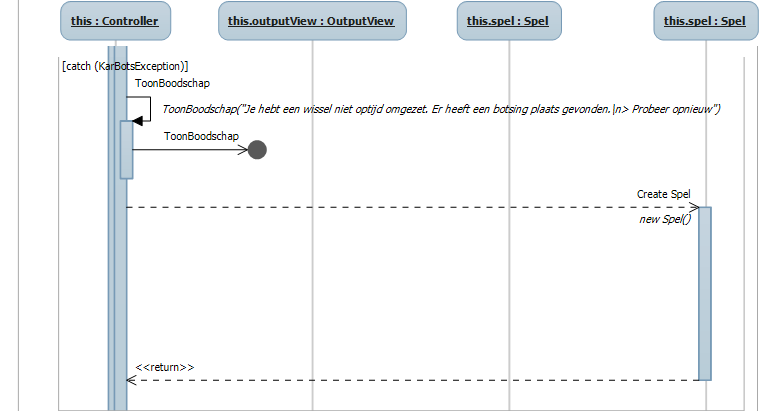 this : Controller
this.outputView : OutputView
this.spel : Spel
this.spel : Spel
[catch (KarBotsException)]
ToonBoodschap
ToonBoodschap("Je hebt een wissel niet optijd omgezet. Er heeft een botsing plaats gevonden.\n> Probeer opnieuw")
ToonBoodschap
Create Spel
new Spel()
<<return>>